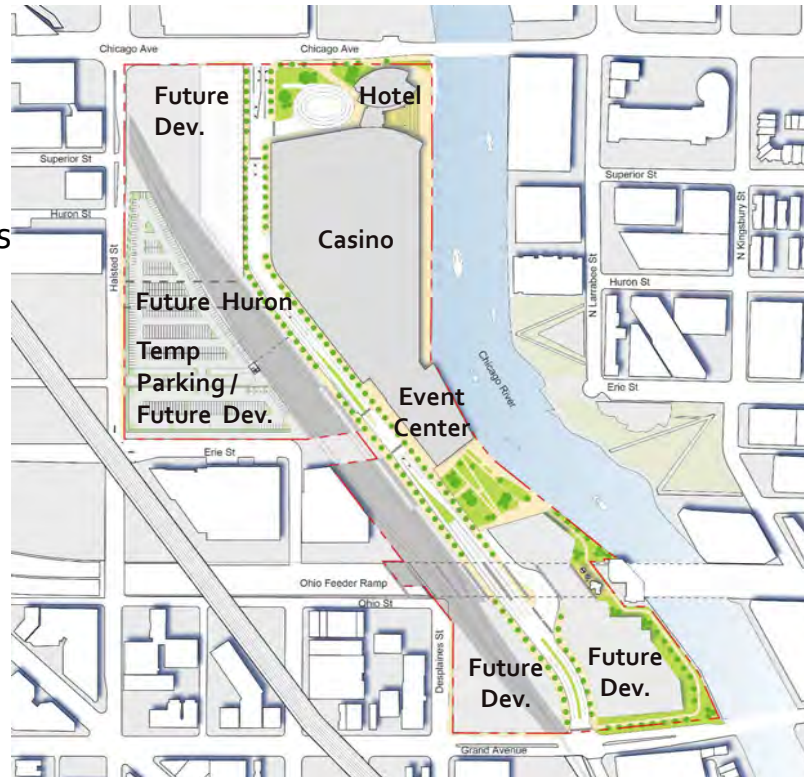 Chicago Ave
Chicago Ave
Future
Dev.
Hotel
Superior St
Superior St
N Kingsbury St
Huron St
S
Casino
Halsted St
N Larrabee St
Huron St
Future Huron
Temp
Parking /
Future Dev.
Chicago River
Erie St
Event
Center
Erie St
Ohio Feeder Ramp
Ohio St
Desplaines St
Future
Dev.
Future
Dev.
Grand Avenue